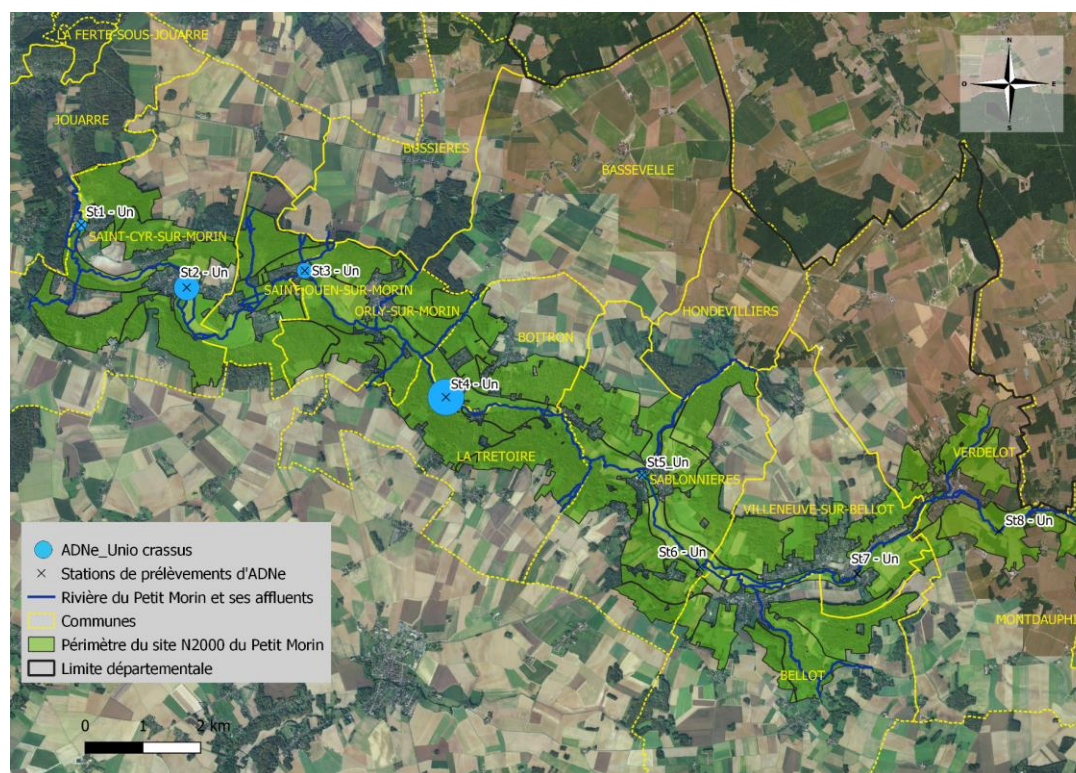 LA FERTE-SOUS-JOUARRE
N
O
E
S
JOUARRE
BUSSIERES
BASSEVELLE
St1 - Un
SAINT-CYR-SUR-MORIN
St2 - Un
St3 - Un
SAINT-OUEN-SUR-MORIN
ORLY-SUR-MORIN
HONDEVILLIERS
BOITRON
St4 - Un
LA TRETOIRE
VERDELOT
St5_Un
SABLONNIERES
VILLENEUVE-SUR-BELLOT
St8 - Un
St6 - Un
St7 - Un
MONTDAUPHI
BELLOT
ADNe_Unio crassus
Stations de prélèvements d'ADNe
Rivière du Petit Morin et ses affluents
Communes
Périmètre du site N2000 du Petit Morin
Limite départementale
0 1 2 km